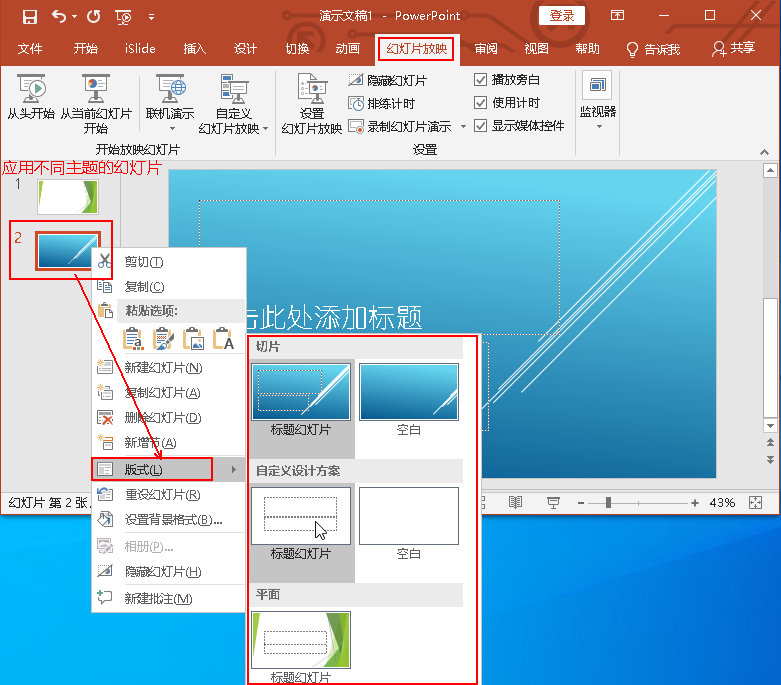 演示文稿1 - PowerPoint
登录
文件 开始 iSlide 插入 设计 切换 动画 幻灯片放映 审阅 视图 帮助 告诉我 共享
从头开始
从当前幻灯片
开始
联机演示
自定义
幻灯片放映
设置
幻灯片放映
隐藏幻灯片
排练计时
录制幻灯片演示
播放旁白
使用计时
显示媒体控件
监视器
开始放映幻灯片
设置
应用不同主题的幻灯片
1
2
击此处添加标题
剪切(T)
复制(C)
粘贴选项:
新建幻灯片(N)
复制幻灯片(A)
删除幻灯片(D)
新增节(A)
版式(L)
重设幻灯片(R)
设置背景格式(B)...
相册(P)...
隐藏幻灯片(H)
新建批注(M)
切片
标题幻灯片 空白
自定义设计方案
标题幻灯片 空白
平面
标题幻灯片
幻灯片 第 2 张
43%